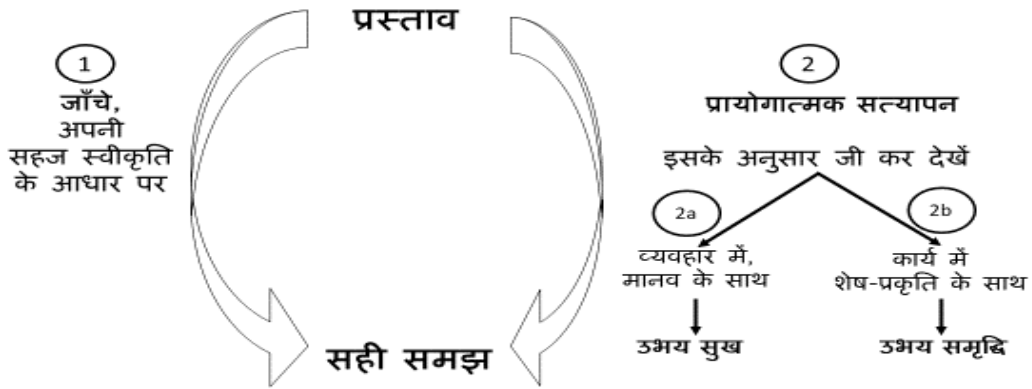 प्रस्ताव
1
जाँचे,
अपनी
सहज स्वीकृति
के आधार पर
2
प्रायोगात्मक सत्यापन
इसके अनुसार जी कर देखें
2a
व्यवहार में,
मानव के साथ
उभय सुख
2b
कार्य में
शेष-प्रकृति के साथ
उभय समृद्धि
सही समझ